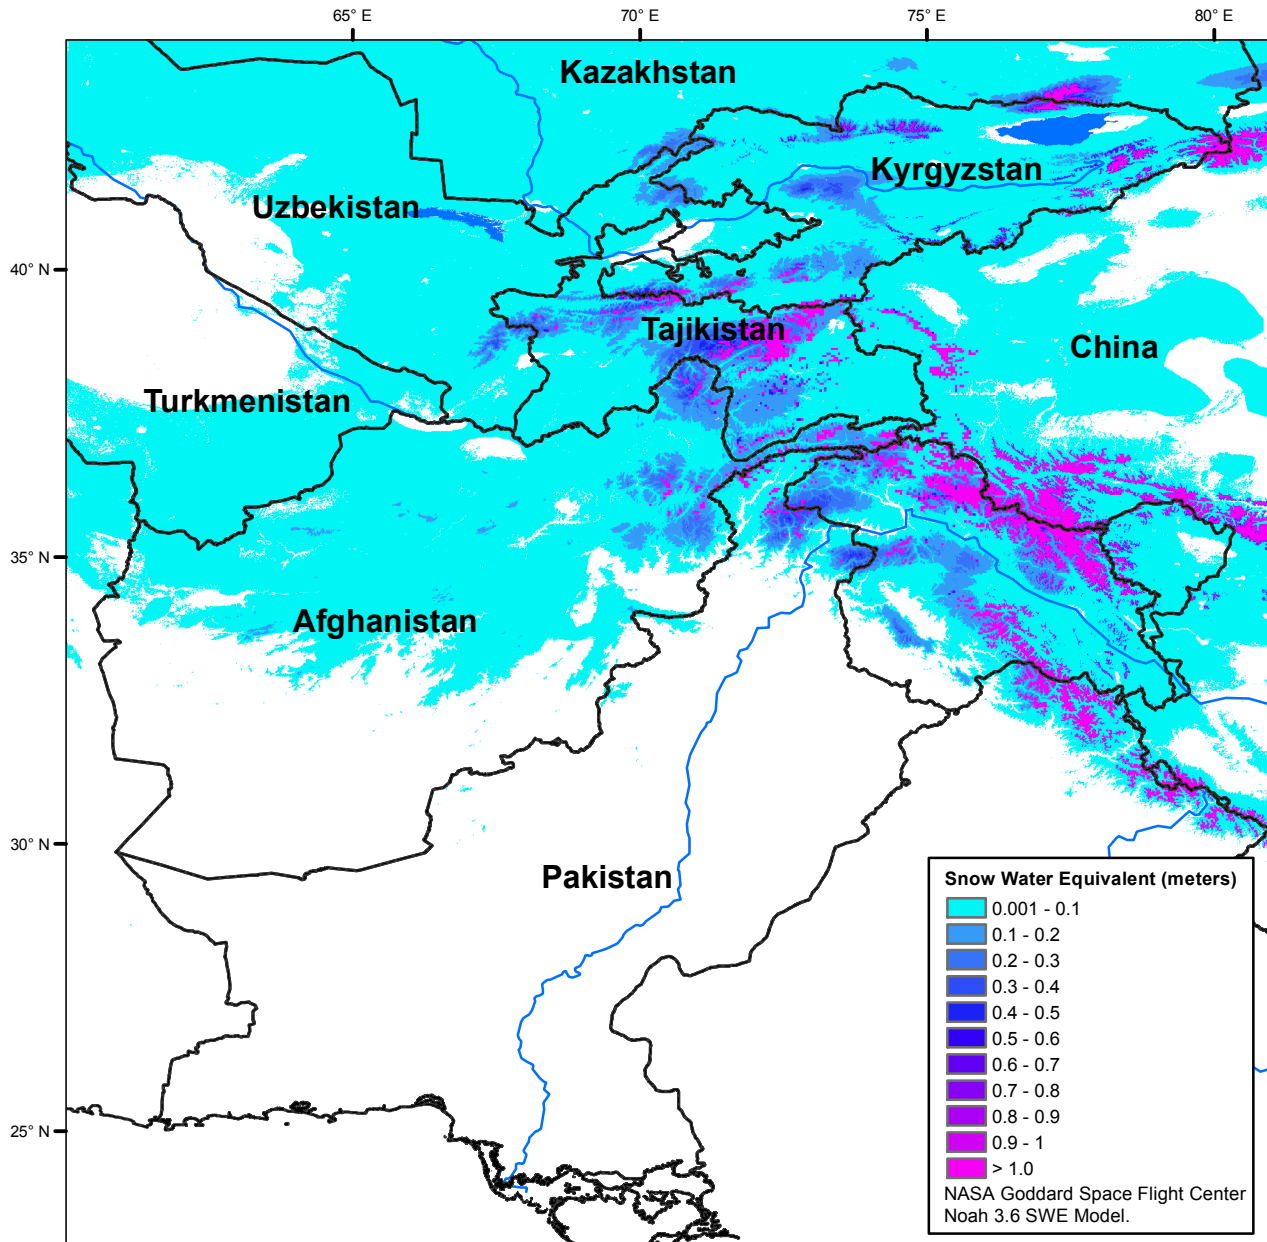 65° E
70° E
75° E
80° E
Kazakhstan
Kyrgyzstan
Uzbekistan
40° N
Tajikistan
China
Turkmenistan
35° N
Afghanistan
30° N
Pakistan
25° N
Snow Water Equivalent (meters)
0.001 - 0.1
0.1 - 0.2
0.2 - 0.3
0.3 - 0.4
0.4 - 0.5
0.5 - 0.6
0.6 - 0.7
0.7 - 0.8
0.8 - 0.9
0.9 - 1
> 1.0
NASA Goddard Space Flight Center
Noah 3.6 SWE Model.